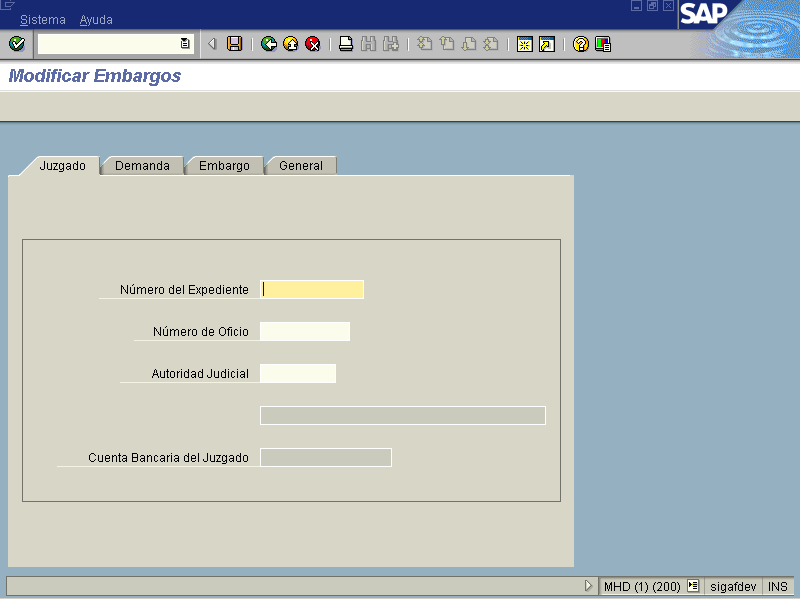 Sistema Ayuda
SAP
Modificar Embargos
Juzgado Demanda Embargo General
Número del Expediente
Número de Oficio
Autoridad Judicial
Cuenta Bancaria del Juzgado
MHD (1) (200) sigafdev INS